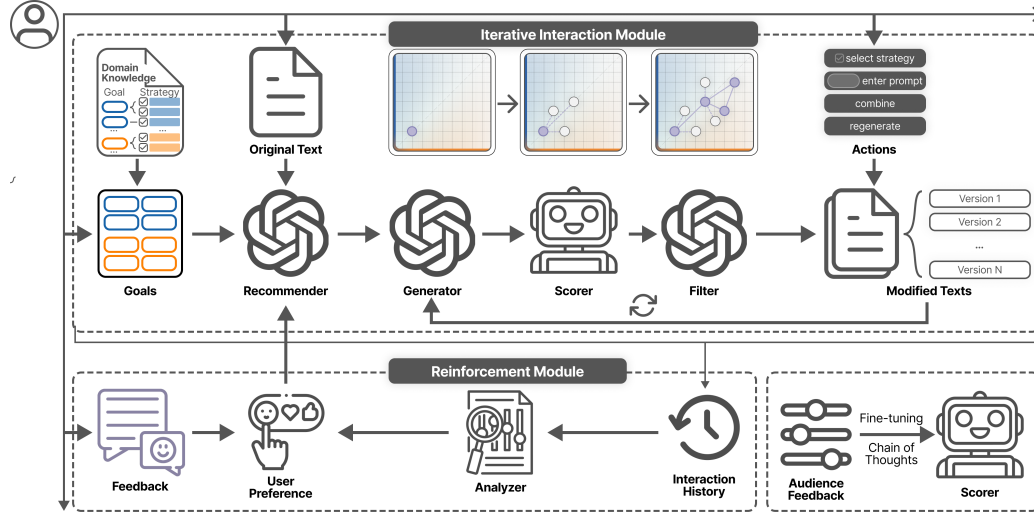 Iterative Interaction Module
Domain
Knowledge
Goal Strategy
...
...
...
Original Text
select strategy
enter prompt
combine
regenerate
Actions
Version 1
Version 2
...
Version N
Goals
Recommender
Generator
Scorer
Filter
Modified Texts
Reinforcement Module
Feedback
User
Preference
Analyzer
Interaction
History
Fine-tuning
Chain of
Thoughts
Audience
Feedback
Scorer